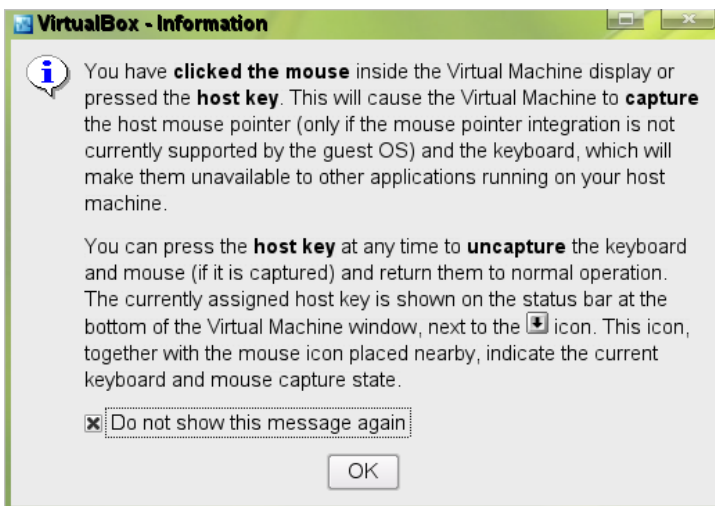 VirtualBox - Information
You have clicked the mouse inside the Virtual Machine display or
pressed the host key. This will cause the Virtual Machine to capture
the host mouse pointer (only if the mouse pointer integration is not
currently supported by the guest OS) and the keyboard, which will
make them unavailable to other applications running on your host
machine.
You can press the host key at any time to uncapture the keyboard
and mouse (if it is captured) and return them to normal operation.
The currently assigned host key is shown on the status bar at the
bottom of the Virtual Machine window, next to the icon. This icon,
together with the mouse icon placed nearby, indicate the current
keyboard and mouse capture state.
Do not show this message again
OK